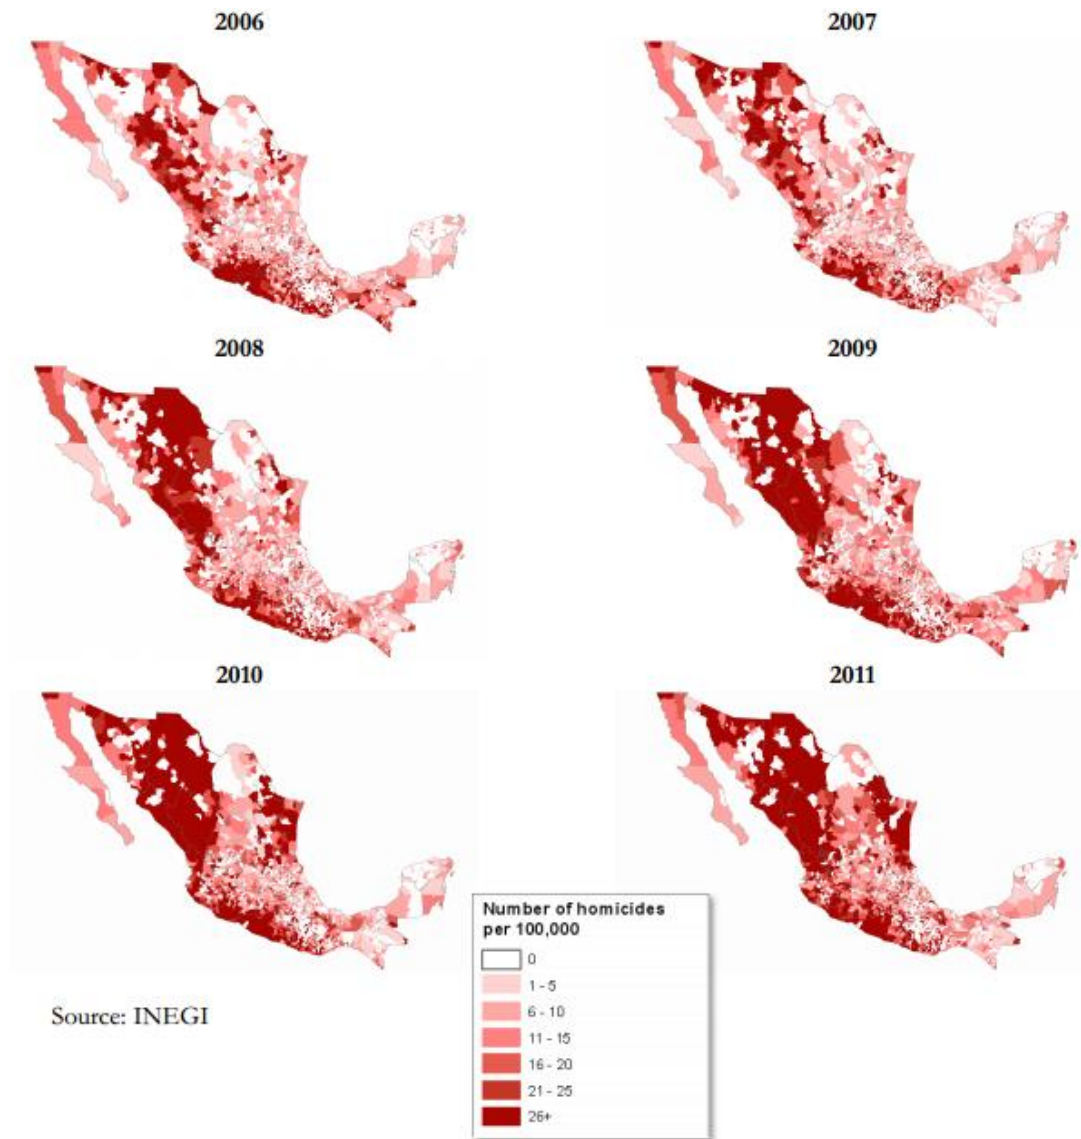 2006
2007
2008
2009
2010
2011
Number of homicides
per 100,000
0
1 - 5
6 - 10
11 - 15
16 - 20
21 - 25
26+
Source: INEGI